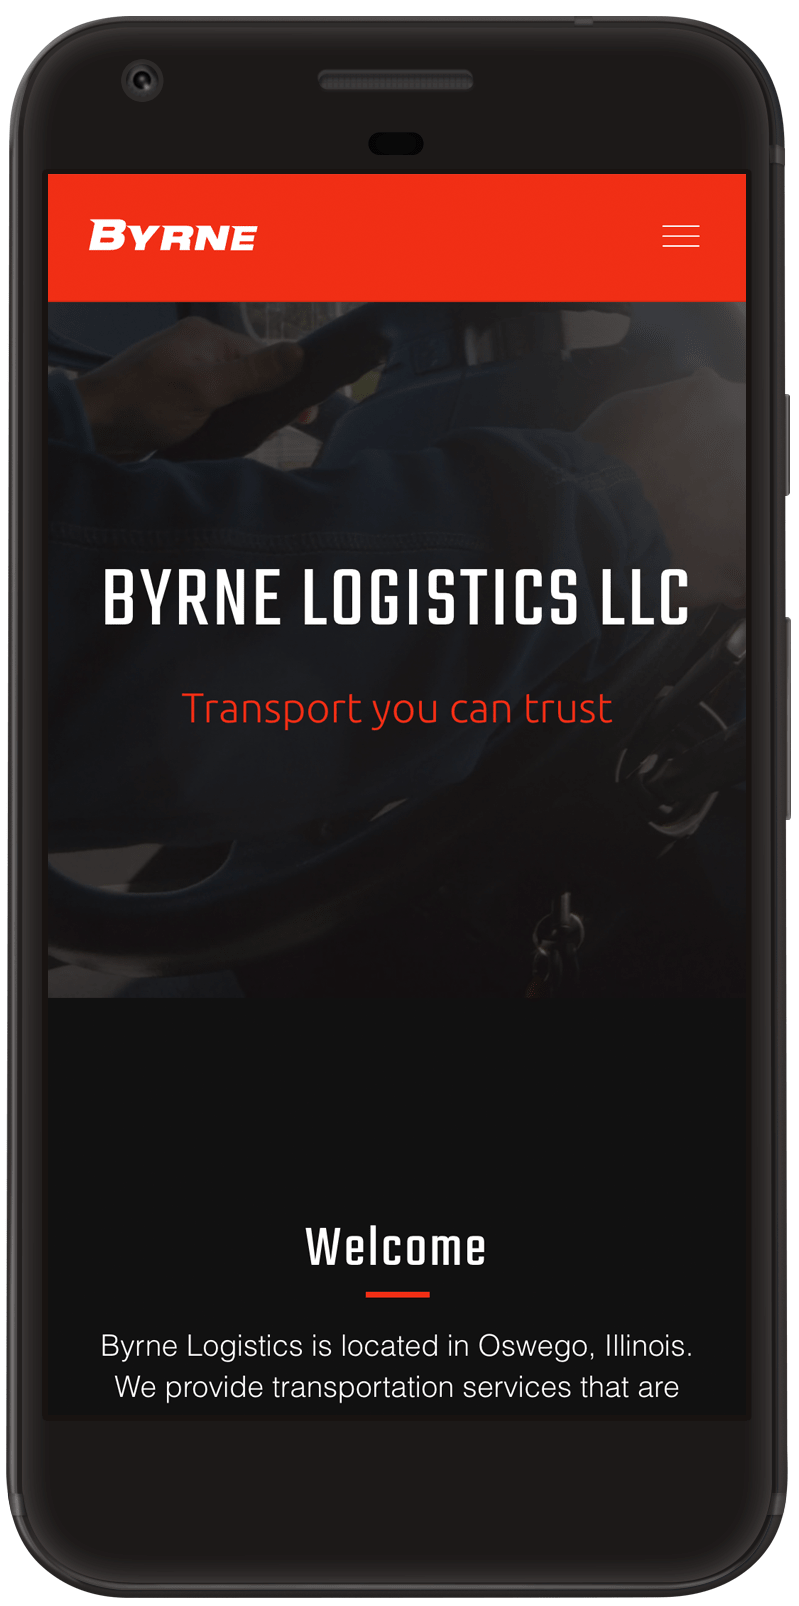 BYRNE
BYRNE LOGISTICS LLC
Transport you can trust
Welcome
Byrne Logistics is located in Oswego, Illinois.
We provide transportation services that are